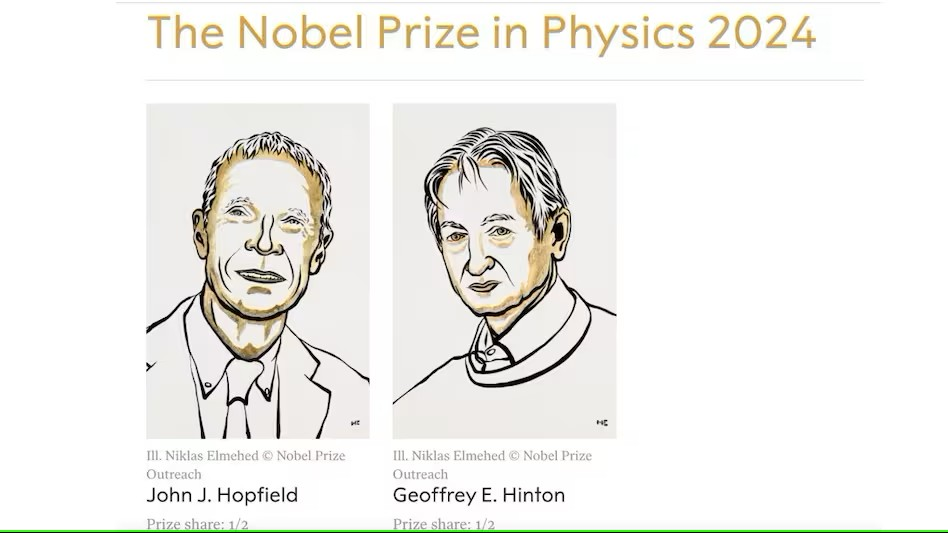 The Nobel Prize in Physics 2024
Ill. Niklas Elmehed © Nobel Prize
Outreach
John J. Hopfield
Prize share: 1/2
Ill. Niklas Elmehed © Nobel Prize
Outreach
Geoffrey E. Hinton
Prize share: 1/2